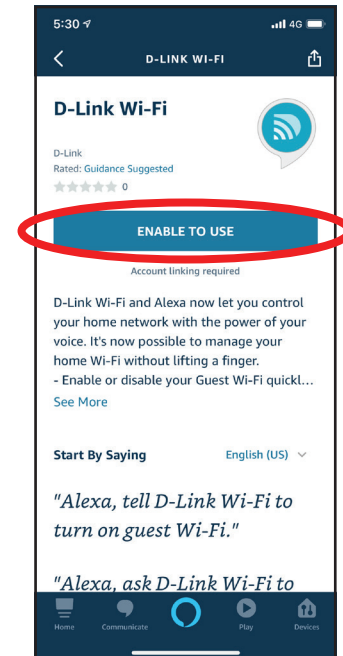 5:30
4G
D-LINK WI-FI
D-Link Wi-Fi
D-Link
Rated: Guidance Suggested
0
ENABLE TO USE
Account linking required
D-Link Wi-Fi and Alexa now let you control
your home network with the power of your
voice. It's now possible to manage your
home Wi-Fi without lifting a finger.
- Enable or disable your Guest Wi-Fi quickl...
See More
Start By Saying English (US)
"Alexa, tell D-Link Wi-Fi to
turn on guest Wi-Fi."
"Alexa, ask D-Link Wi-Fi to
Home Communicate Play Devices